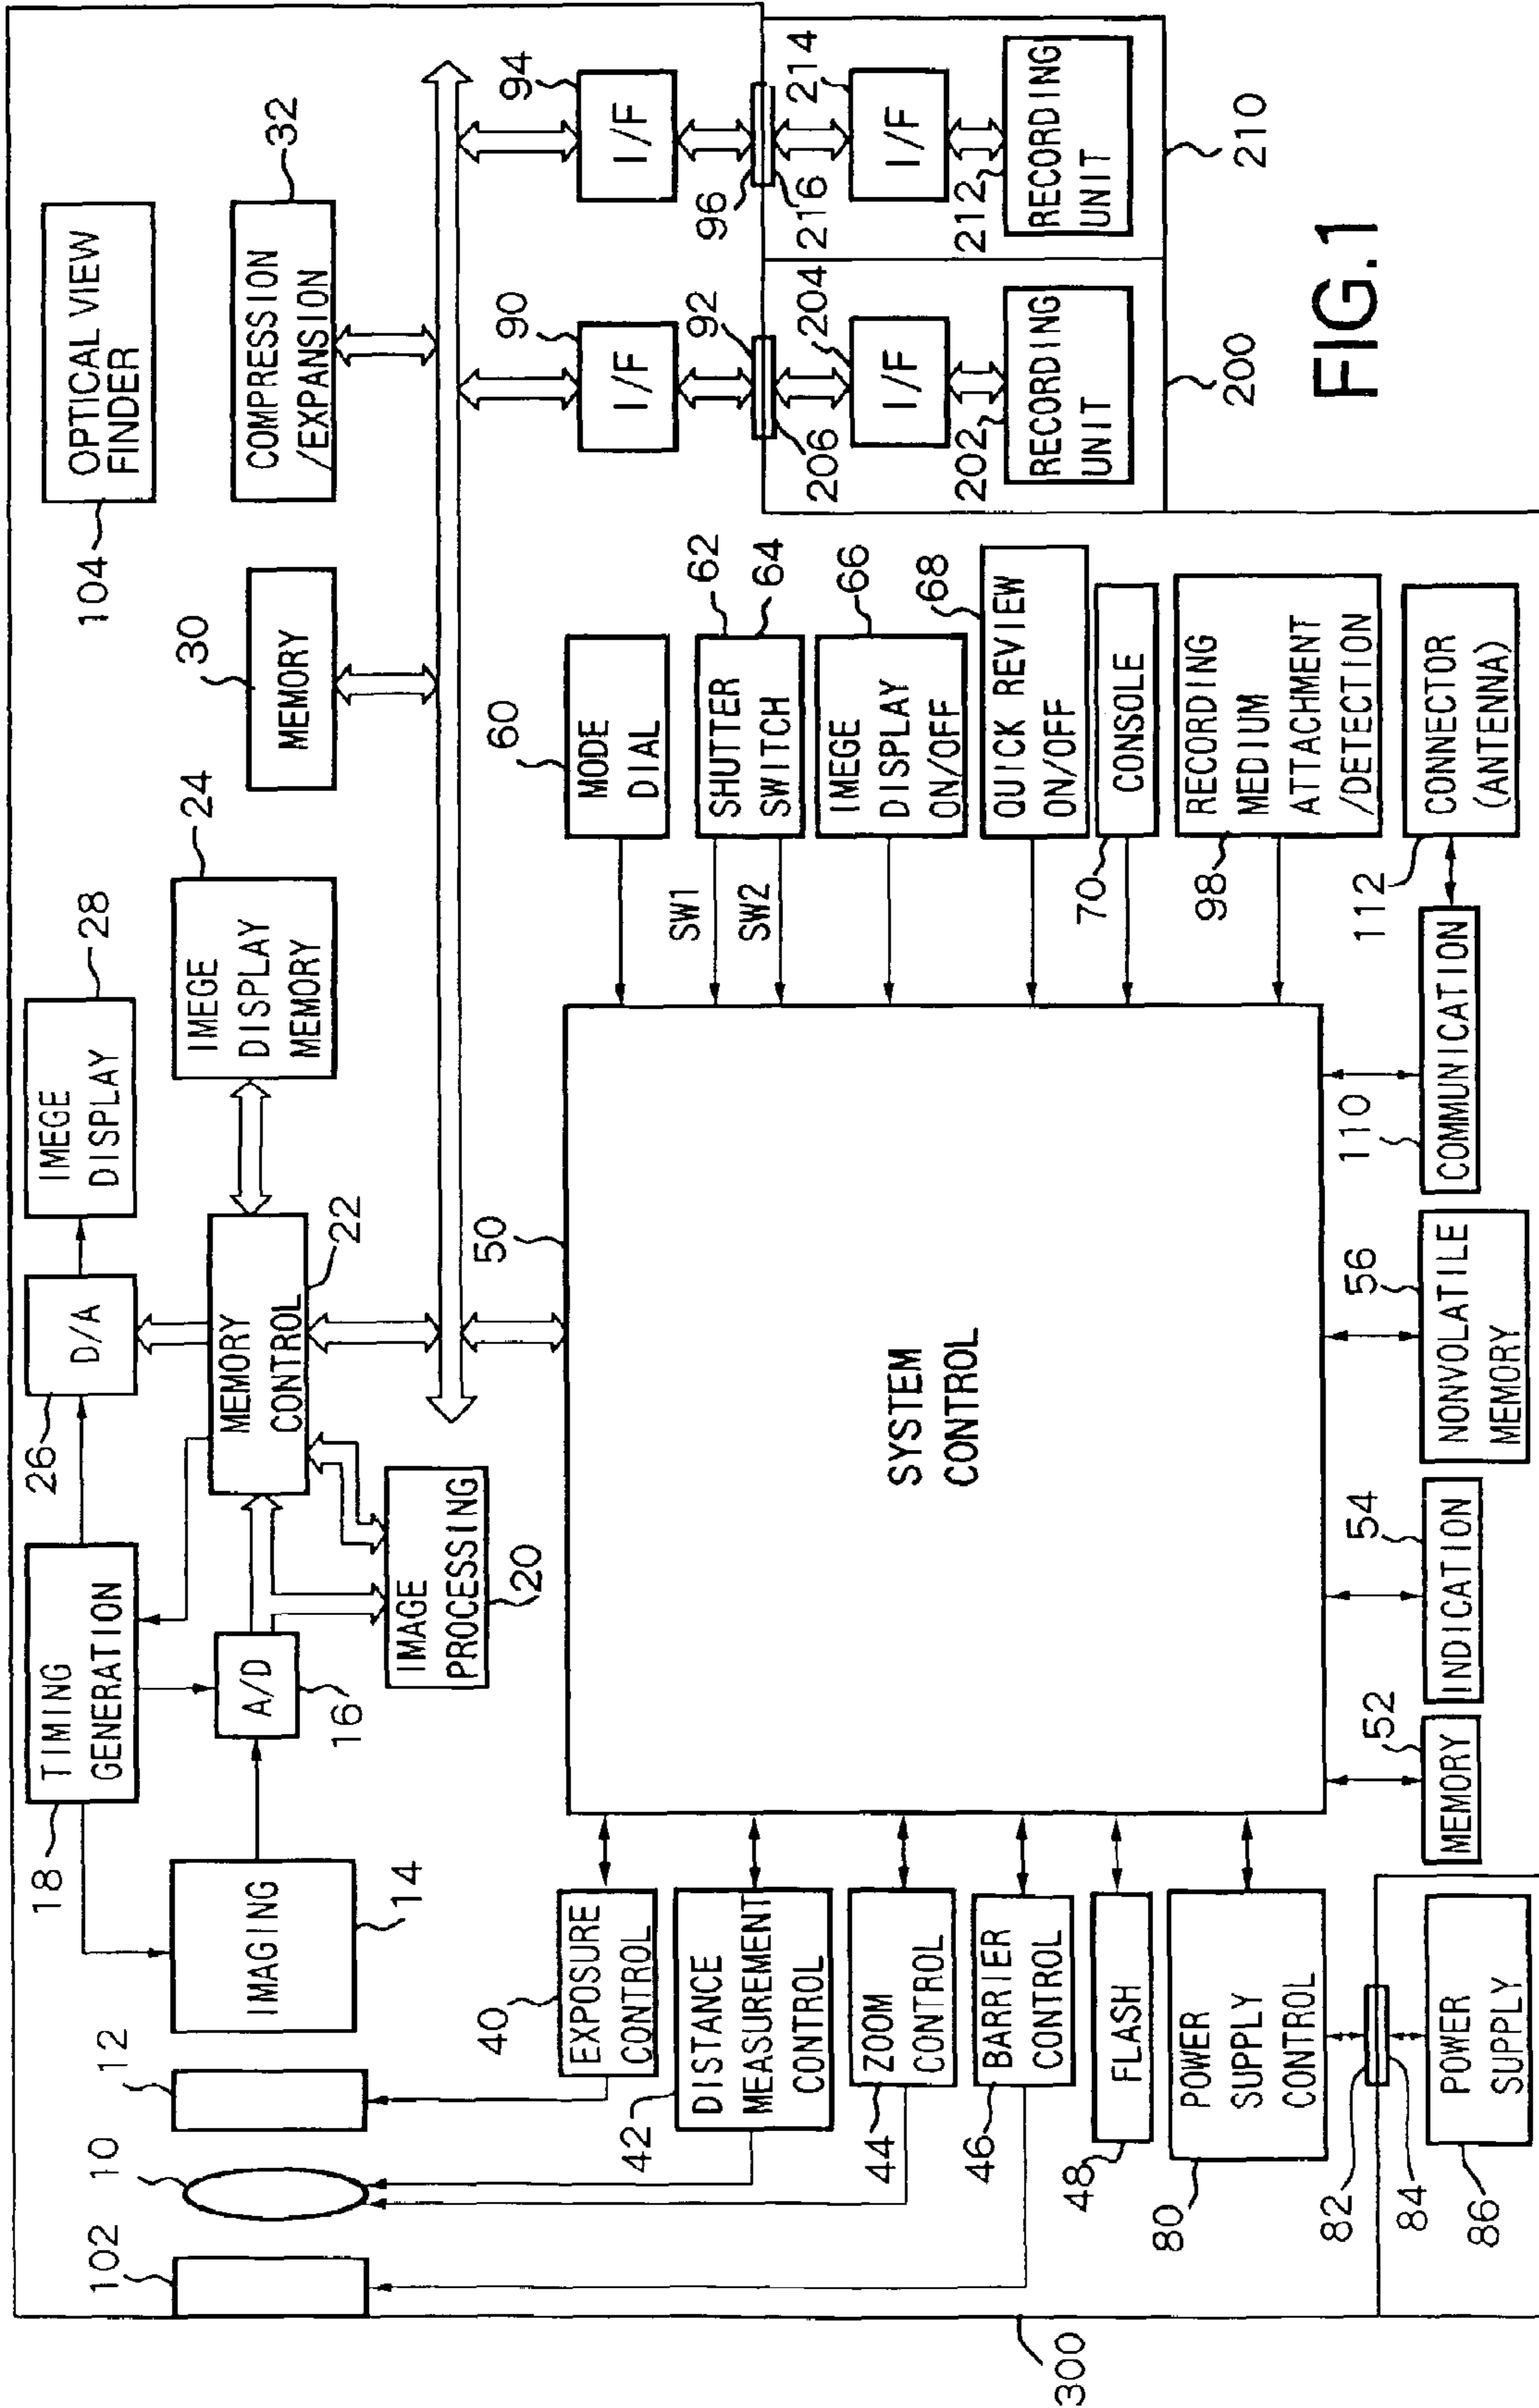 102
10
12
IMAGING
14
18
TIMING
GENERATION
A/D
16
26
D/A
IMEGE
DISPLAY
28
MEMORY
CONTROL
22
IMEGE
DISPLAY
MEMORY
24
IMAGE
PROCESSING
20
30
MEMORY
104
OPTICAL VIEW
FINDER
COMPRESSION
/EXPANSION
32
40
EXPOSURE
CONTROL
42
DISTANCE
MEASUREMENT
CONTROL
44
ZOOM
CONTROL
46
BARRIER
CONTROL
48
FLASH
80
POWER
SUPPLY
CONTROL
82
84
86
POWER
SUPPLY
300
50
SYSTEM
CONTROL
52
MEMORY
54
INDICATION
56
NONVOLATILE
MEMORY
110
COMMUNICATION
60
MODE
DIAL
SW1
SW2
SHUTTER
SWITCH
62
64
IMEGE
DISPLAY
ON/OFF
66
QUICK REVIEW
ON/OFF
68
70
CONSOLE
98
RECORDING
MEDIUM
ATTACHMENT
/DETECTION
112
CONNECTOR
(ANTENNA)
90
I/F
92
206
204
I/F
202
RECORDING
UNIT
200
94
I/F
96
216
214
I/F
212
RECORDING
UNIT
210
FIG.1